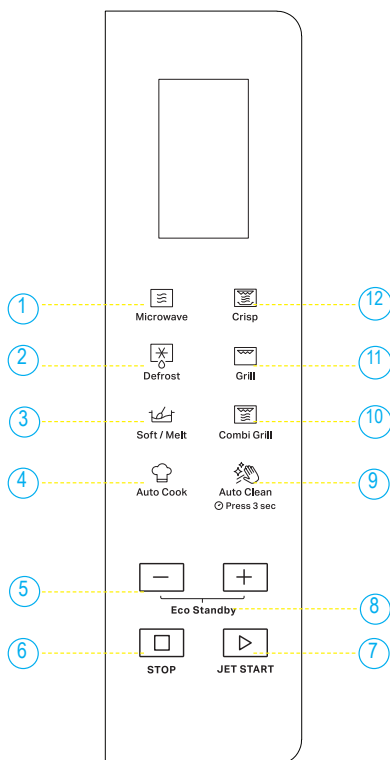 1
Microwave
Crisp
12
2
Defrost
Grill
11
3
Soft / Melt
Combi Grill
10
4
Auto Cook
Auto Clean
9
Press 3 sec
5
Eco Standby
8
6
STOP
JET START
7